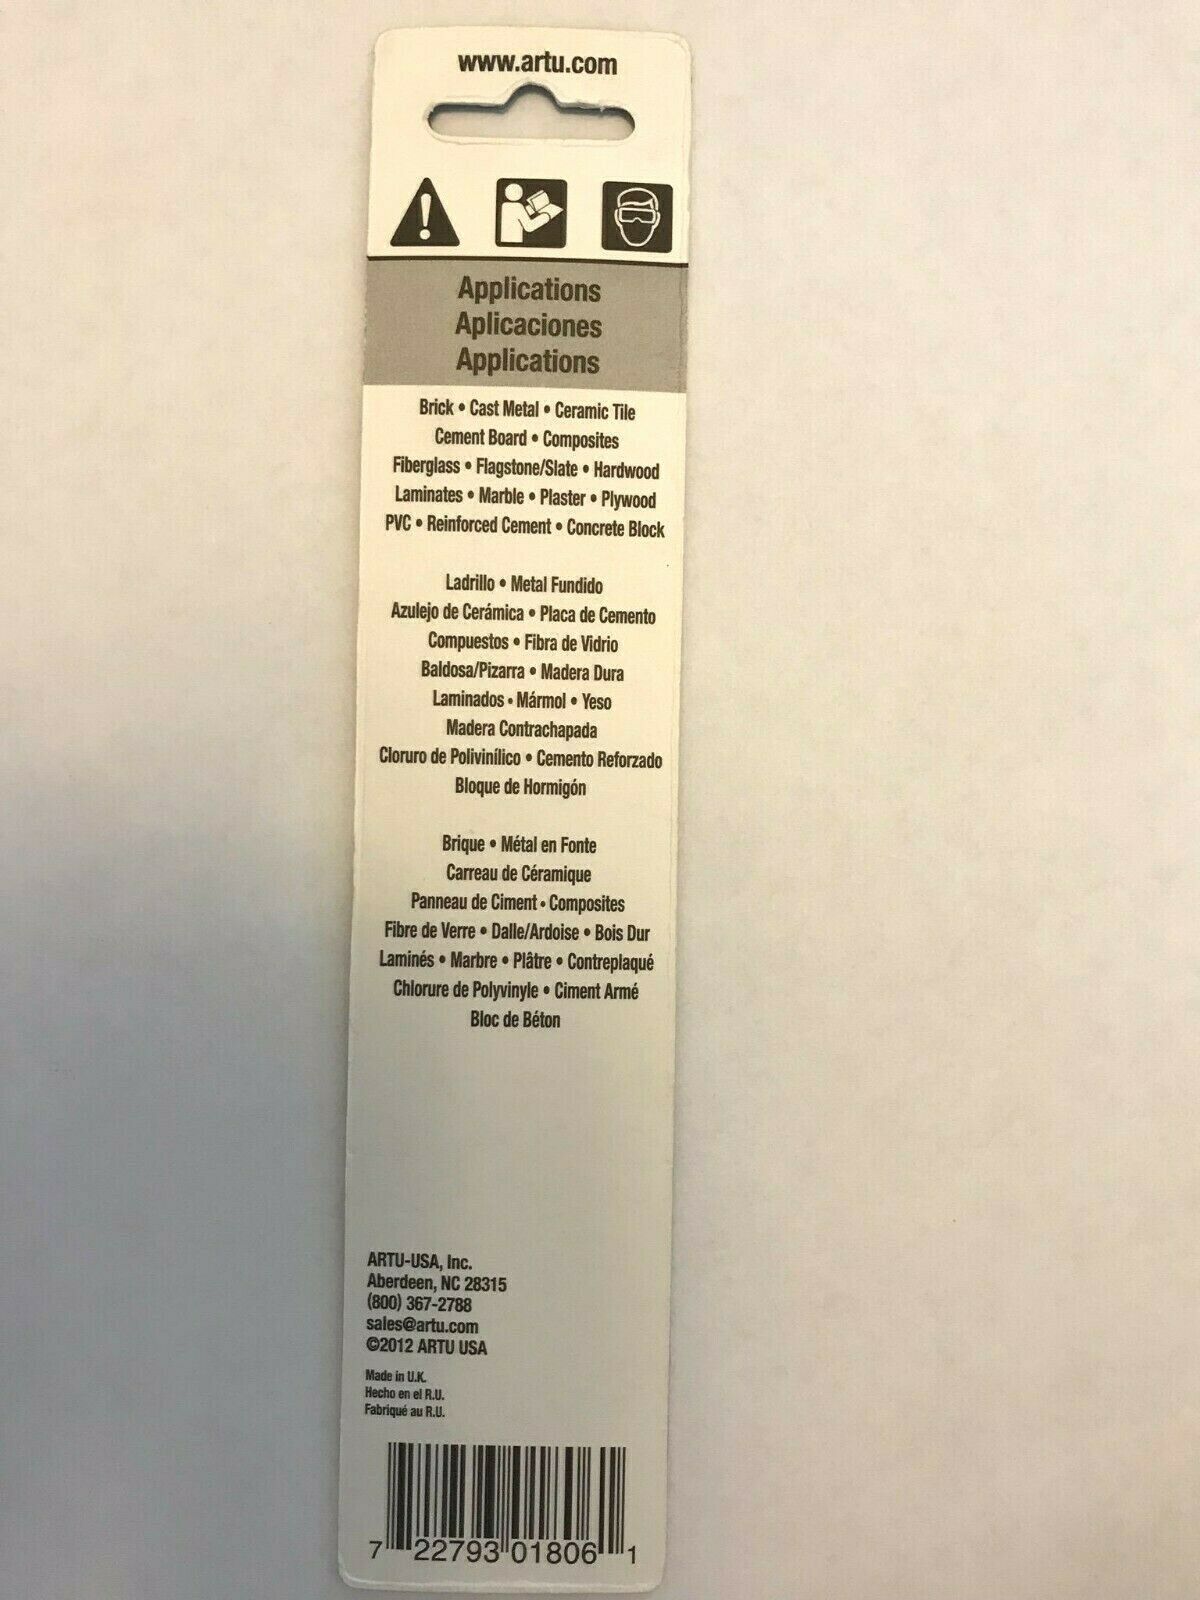 www.artu.com
Applications
Aplicaciones
Applications
Brick • Cast Metal • Ceramic Tile
Cement Board • Composites
Fiberglass • Flagstone/Slate • Hardwood
Laminates • Marble • Plaster • Plywood
PVC • Reinforced Cement • Concrete Block
Ladrillo • Metal Fundido
Azulejo de Cerámica • Placa de Cemento
Compuestos • Fibra de Vidrio
Baldosa/Pizarra • Madera Dura
Laminados • Mármol • Yeso
Madera Contrachapada
Cloruro de Polivinílico • Cemento Reforzado
Bloque de Hormigón
Brique • Métal en Fonte
Carreau de Céramique
Panneau de Ciment • Composites
Fibre de Verre • Dalle/Ardoise • Bois Dur
Laminés • Marbre • Plâtre • Contreplaqué
Chlorure de Polyvinyle • Ciment Armé
Bloc de Béton
ARTU-USA, Inc.
Aberdeen, NC 28315
(800) 367-2788
sales@artu.com
©2012 ARTU USA
Made in U.K.
Hecho en el R.U.
Fabriqué au R.U.
7 22793 01806 1